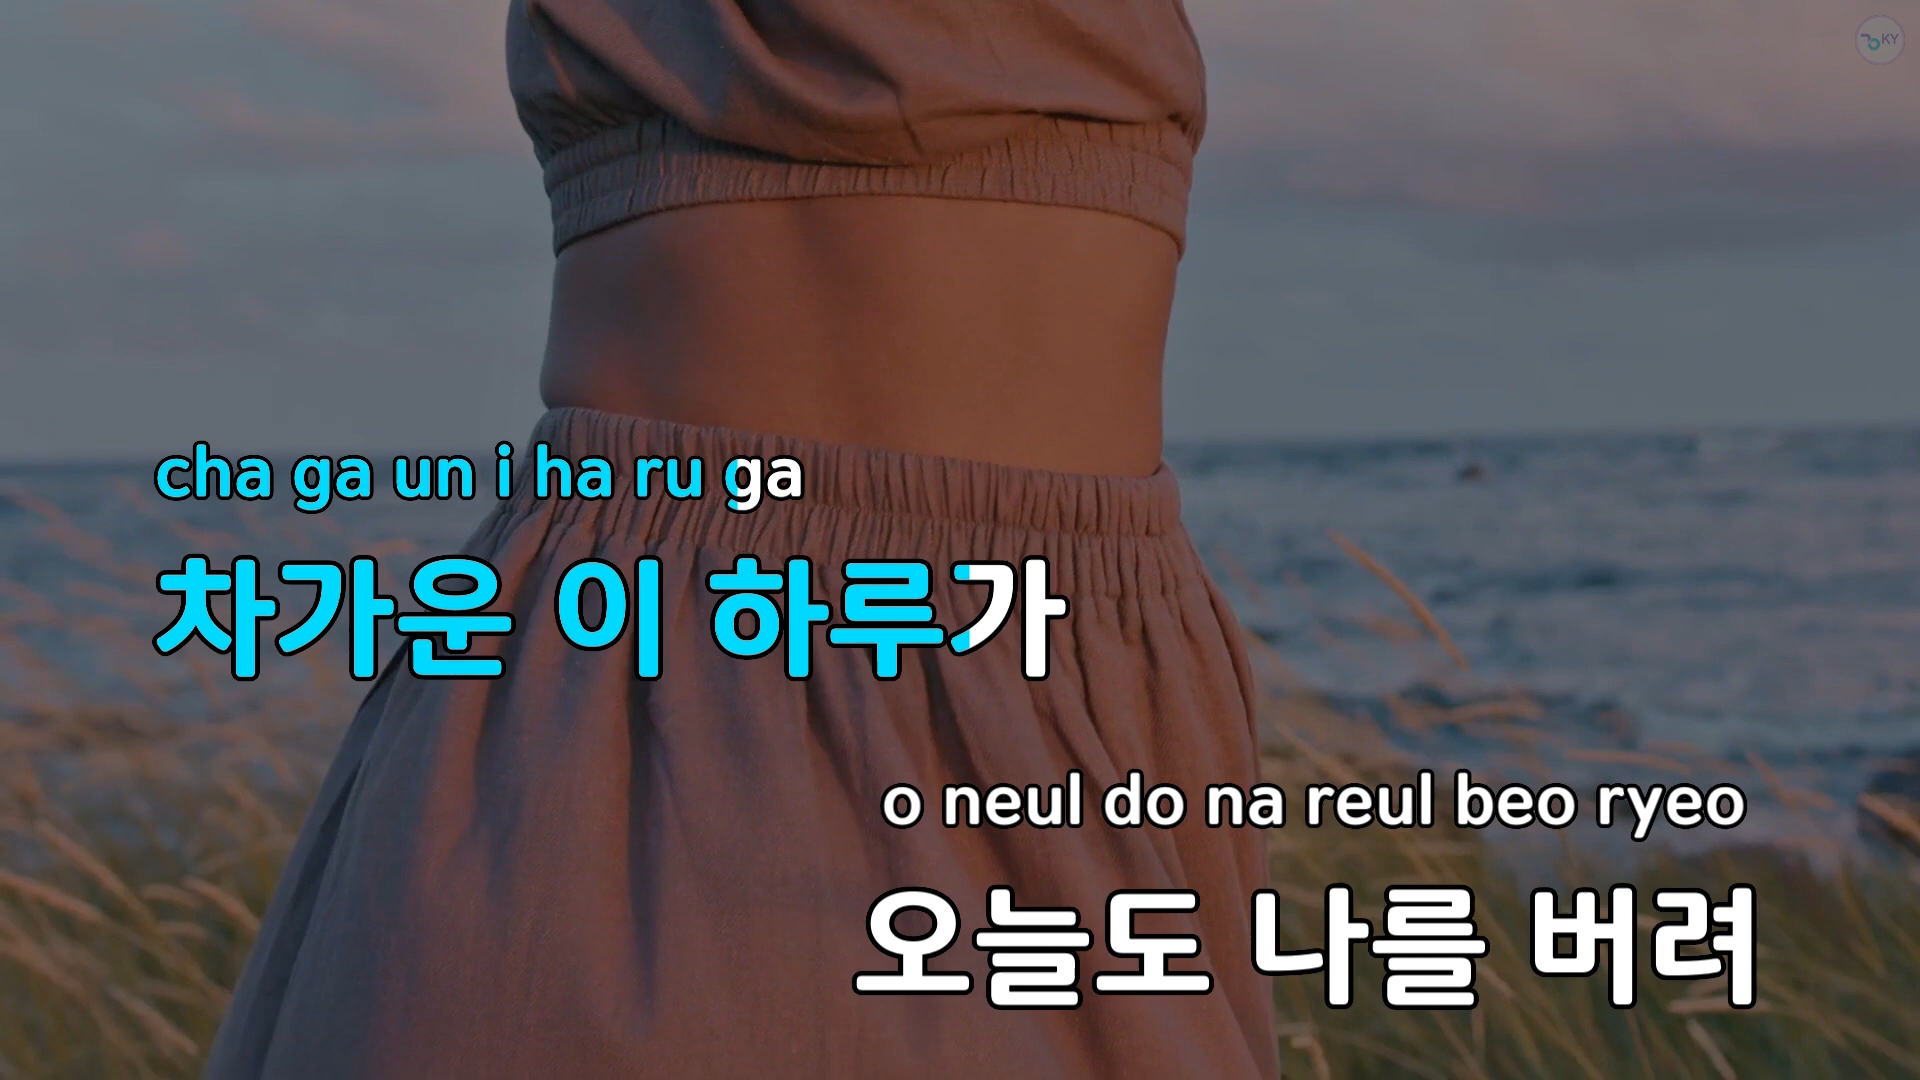 KY
cha ga un i ha ru ga
차가운 이 하루가
o neul do na reul beo ryeo
오늘도 나를 버려